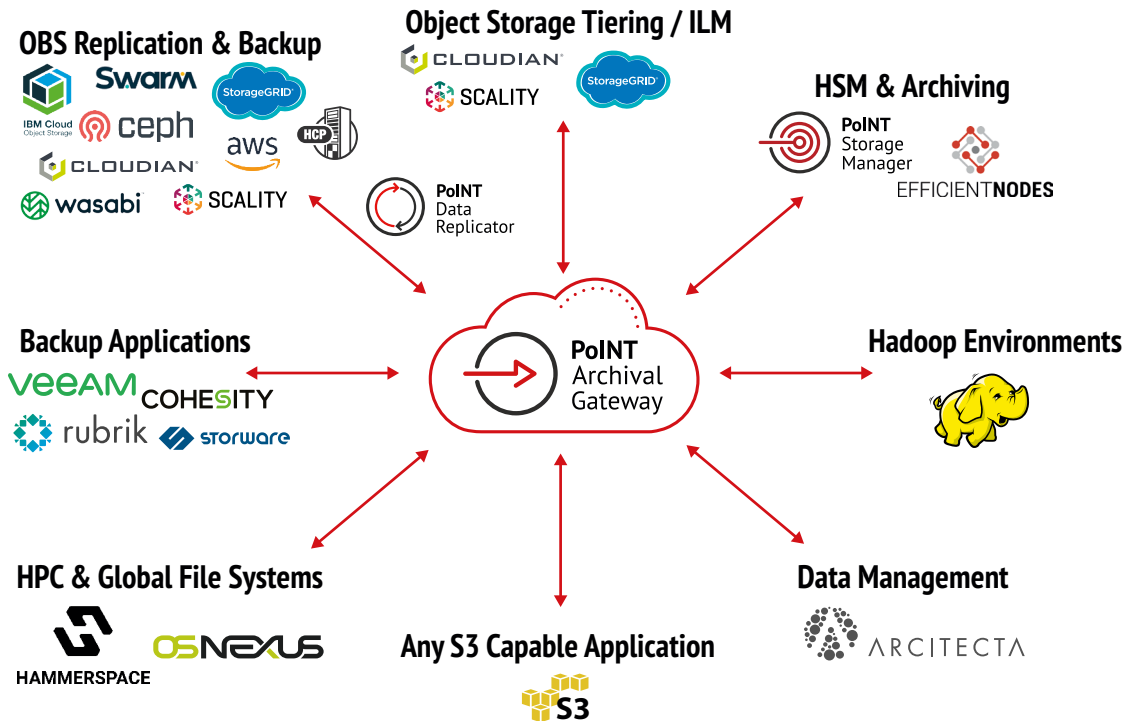 Object Storage Tiering / ILM
CLOUDIAN
SCALITY
StorageGRID
OBS Replication & Backup
IBM Cloud
Object Storage
Swarm
StorageGRID
ceph
aws
HCP
CLOUDIAN
wasabi
SCALITY
PoINT
Data
Replicator
HSM & Archiving
PoINT
Storage
Manager
EFFICIENTNODES
Backup Applications
veeAM
COHESITY
rubrik
STORWARE
PoINT
Archival
Gateway
Hadoop Environments
HPC & Global File Systems
HAMMERSPACE
OSNEXUS
Any S3 Capable Application
S3
Data Management
ARCITECTA